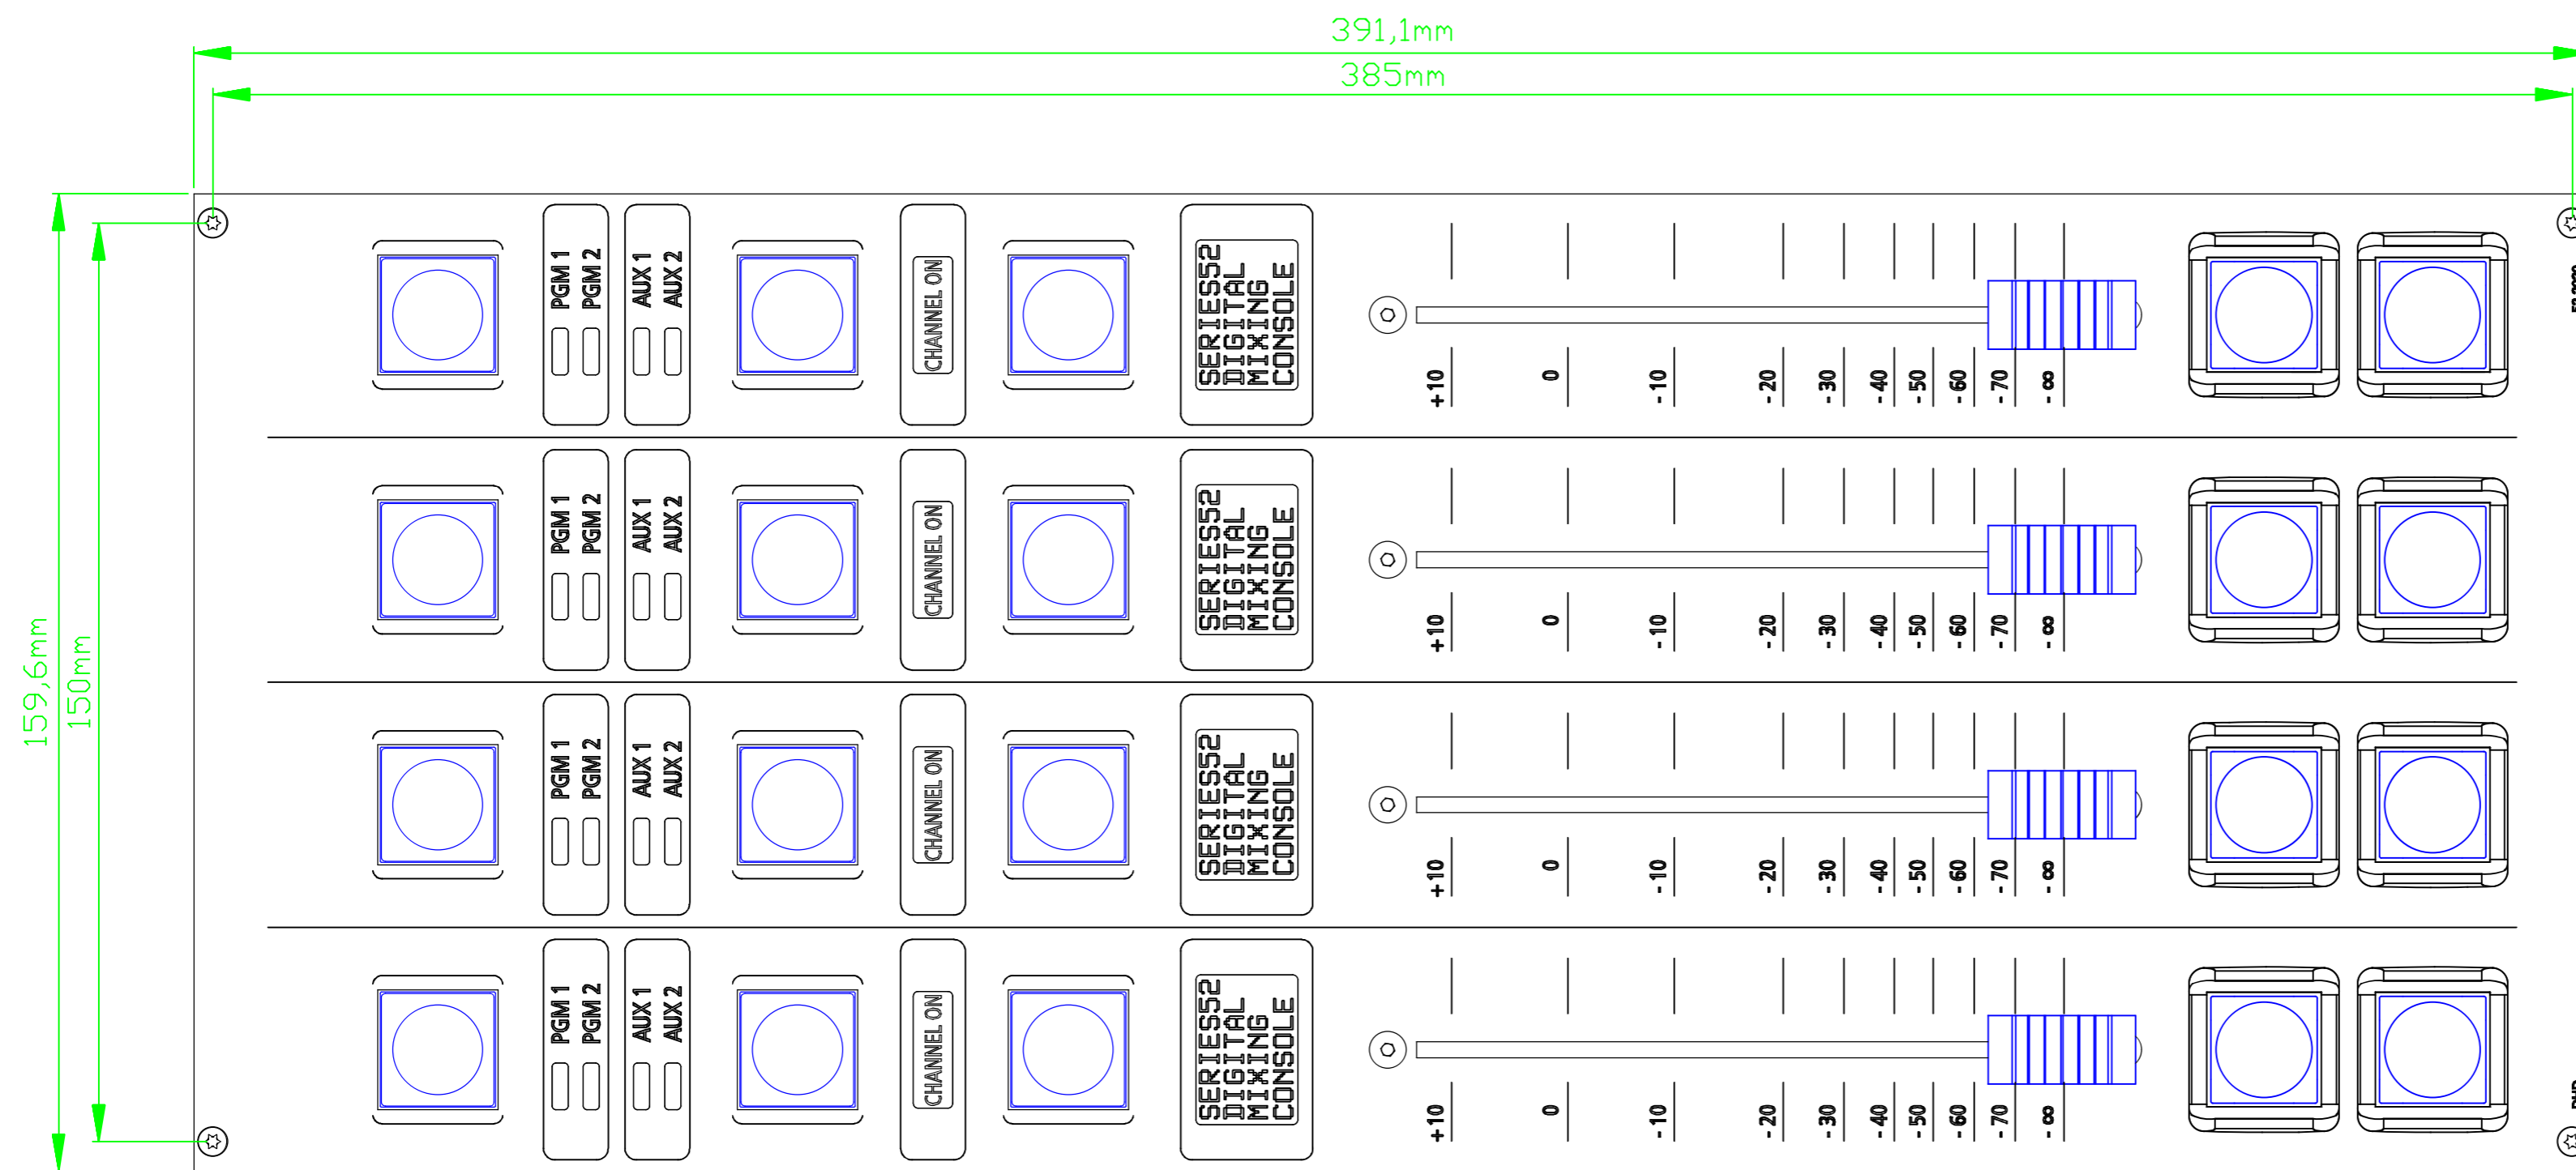 391,1mm
385mm
159,6mm
150mm
PGM 1
PGM 2
AUX 1
AUX 2
CHANNEL ON
SERIES52
DIGITAL
MIXING
CONSOLE
+10
0
-10
-20
-30
-40
-50
-60
-70
-∞
PGM 1
PGM 2
AUX 1
AUX 2
CHANNEL ON
SERIES52
DIGITAL
MIXING
CONSOLE
+10
0
-10
-20
-30
-40
-50
-60
-70
-∞
PGM 1
PGM 2
AUX 1
AUX 2
CHANNEL ON
SERIES52
DIGITAL
MIXING
CONSOLE
+10
0
-10
-20
-30
-40
-50
-60
-70
-∞
PGM 1
PGM 2
AUX 1
AUX 2
CHANNEL ON
SERIES52
DIGITAL
MIXING
CONSOLE
+10
0
-10
-20
-30
-40
-50
-60
-70
-∞